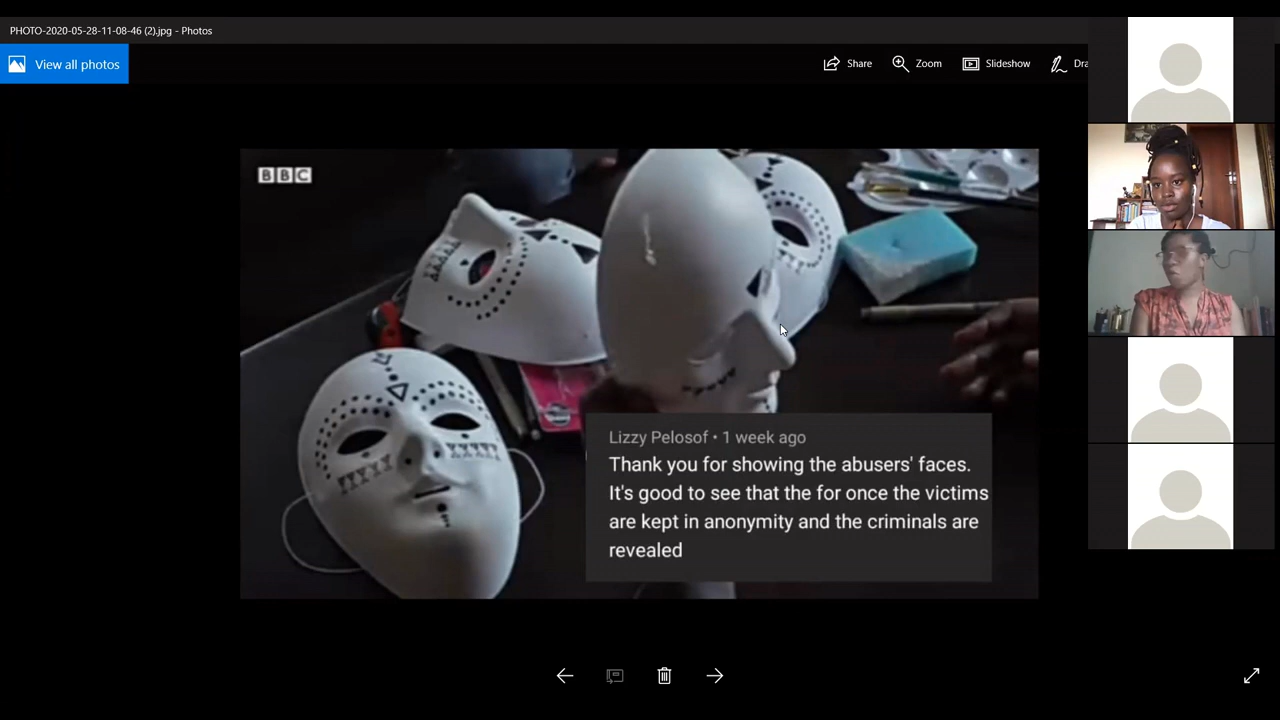 PHOTO-2020-05-28-11-08-46 (2).jpg - Photos
View all photos
Share
Zoom
Slideshow
Dra
BBC
Lizzy Pelosof • 1 week ago
Thank you for showing the abusers' faces.
It's good to see that the for once the victims
are kept in anonymity and the criminals are
revealed